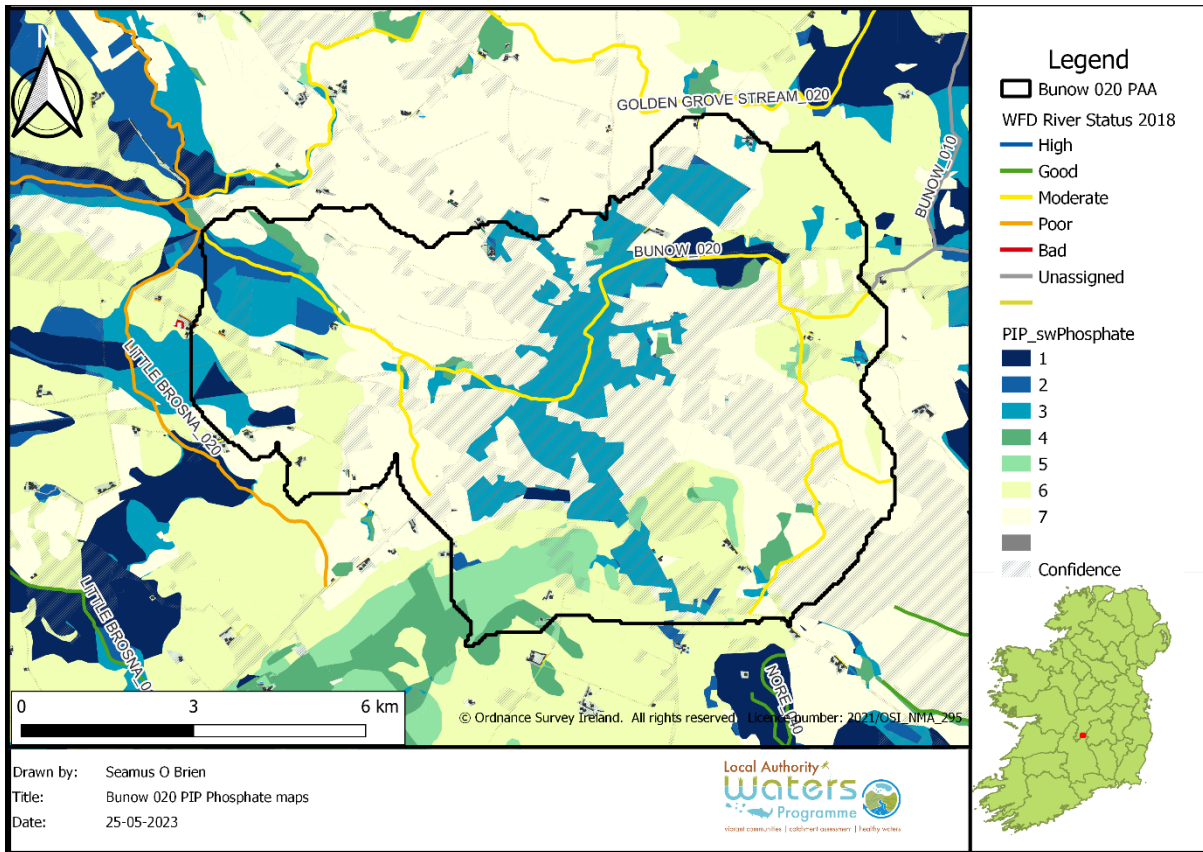 N
GOLDEN GROVE STREAM_020
BUNOW_010
BUNOW_020
LITTLE BROSNA_020
LITTLE BROSNA_0
NORE_040
0 3 6 km
© Ordnance Survey Ireland. All rights reserved Licence number: 2021/OSI_NMA_295
Legend
Bunow 020 PAA
WFD River Status 2018
High
Good
Moderate
Poor
Bad
Unassigned
PIP_swPhosphate
1
2
3
4
5
6
7
Confidence
Drawn by: Seamus O Brien
Title: Bunow 020 PIP Phosphate maps
Date: 25-05-2023
Local Authority
Waters
Programme
vibrant communities | catchment assessment | healthy waters